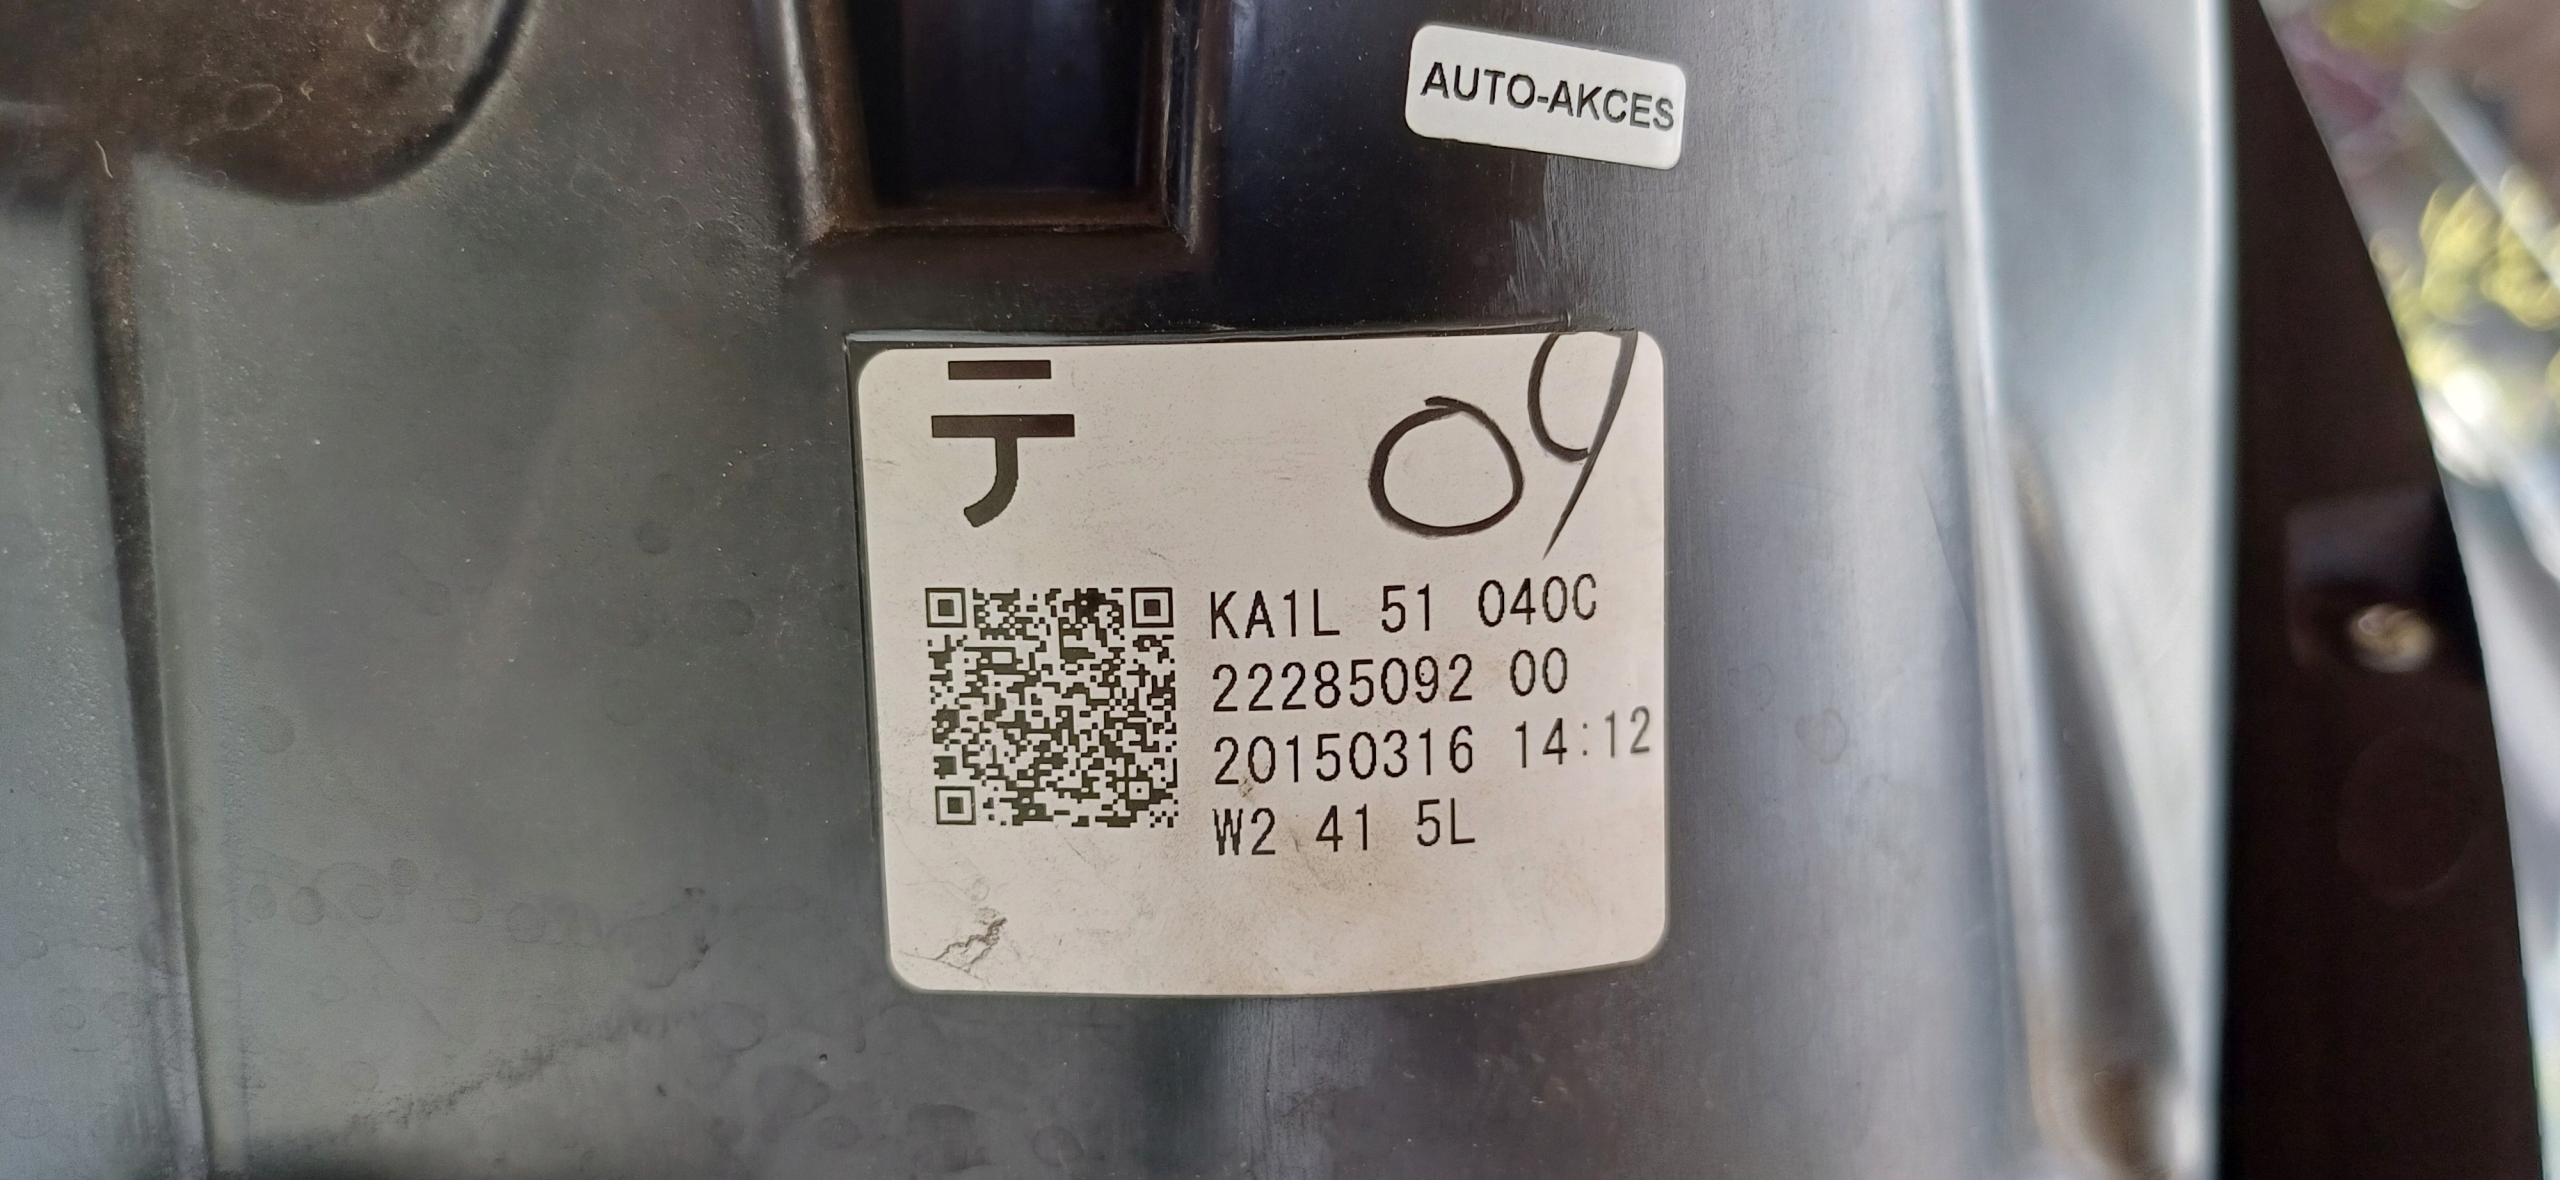 AUTO-AKCES
テ
09
KA1L 51 040C
22285092 00
20150316 14:12
W2 41 5L